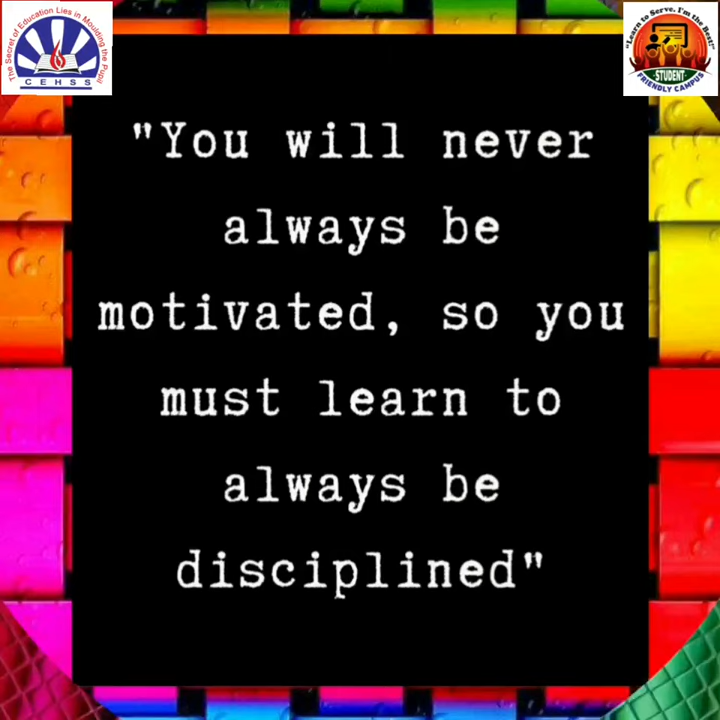 The Secret of Education Lies in Moulding the Pupil
CEHSS
"Learn to Serve. I'm the Best!"
STUDENT
FRIENDLY CAMPUS
"You will never
always be
motivated, so you
must learn to
always be
disciplined"